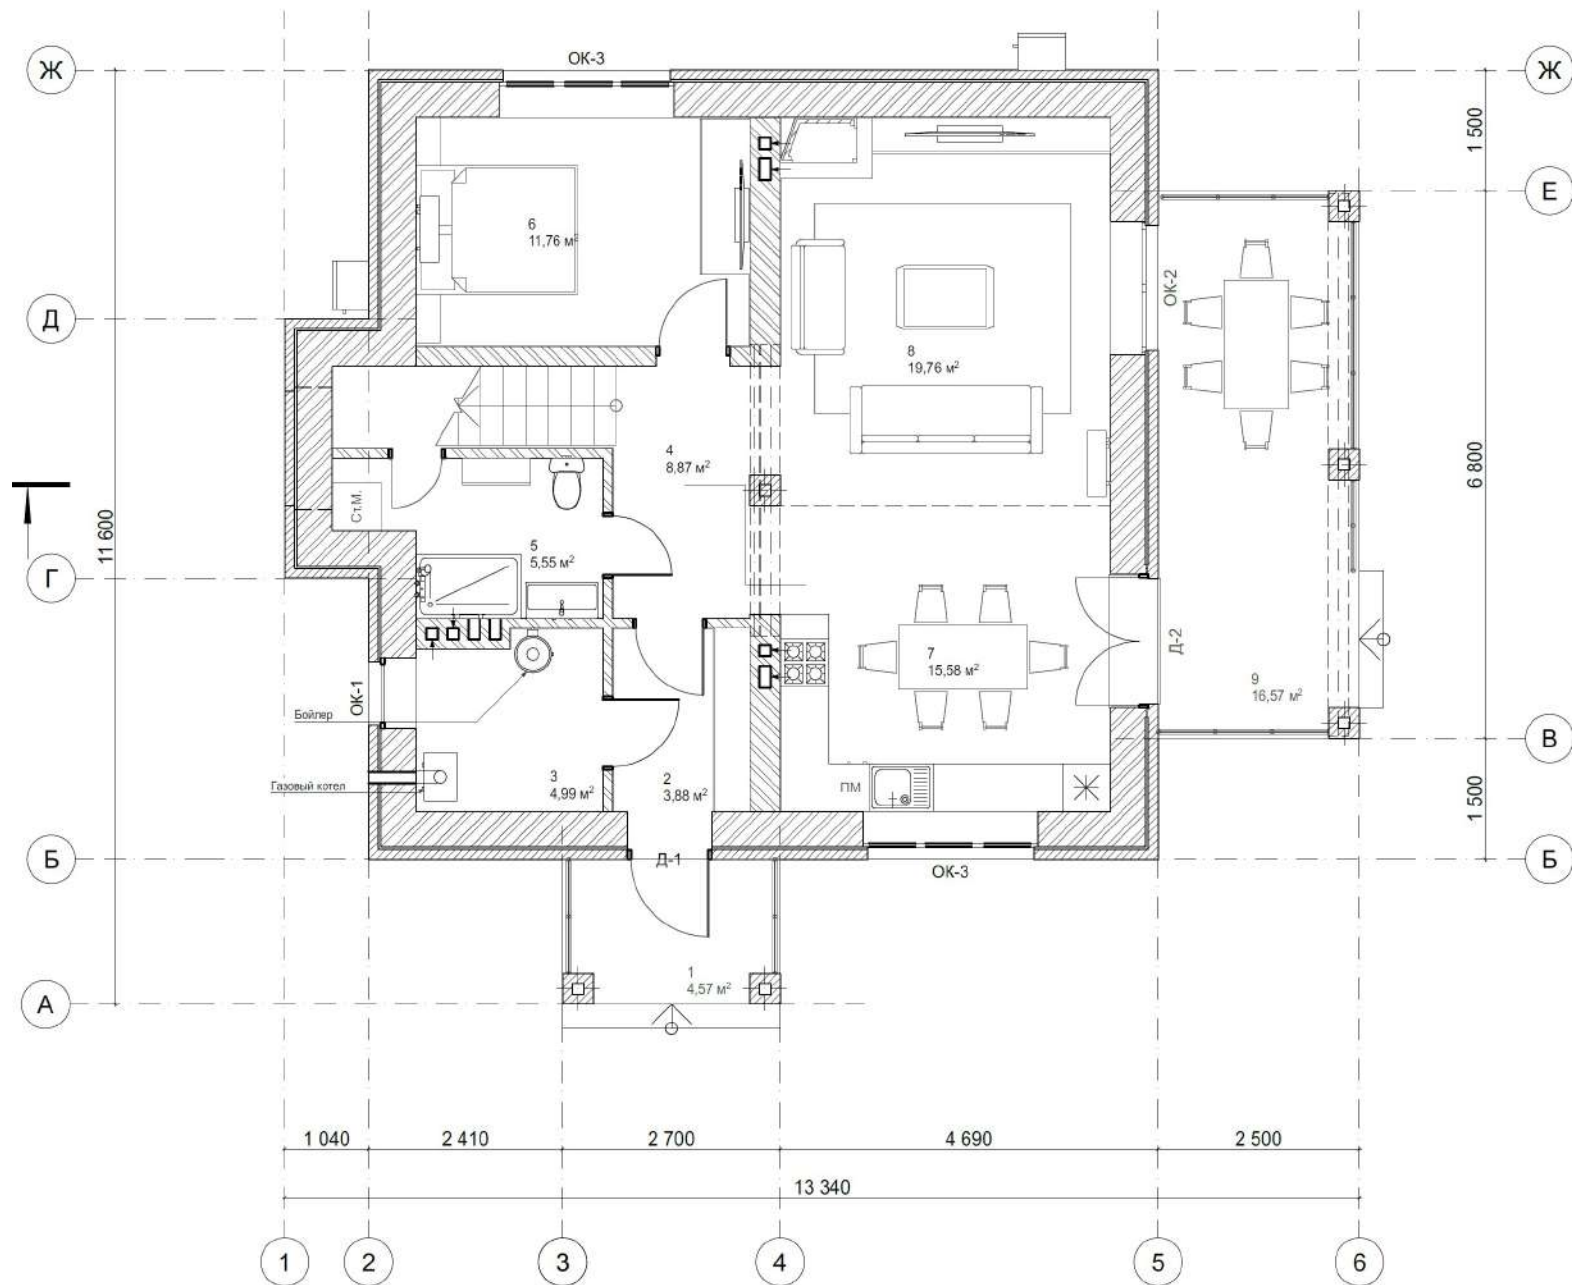 ОК-3
Ж
Ж
1 500
Е
6
11,76 м²
Д
ОК-2
8
19,76 м²
4
8,87 м²
6 800
Ст.М.
11 600
5
5,55 м²
Г
7
15,58 м²
Д-2
9
16,57 м²
ОК-1
Бойлер
В
Газовый котел
3
4,99 м²
2
3,88 м²
ПМ
1 500
Б
Д-1
ОК-3
Б
1
4,57 м²
А
1 040
2 410
2 700
4 690
2 500
13 340
1
2
3
4
5
6